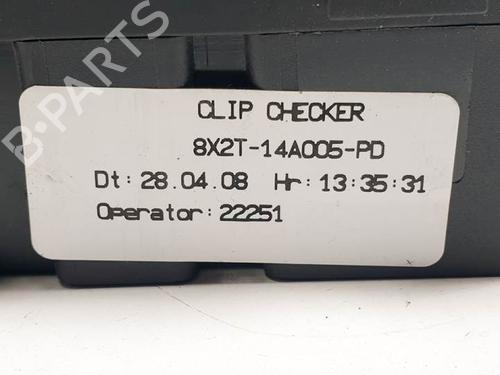 B-PARTS
CLIP CHECKER
8X2T-14A005-PD
Dt: 28.04.08 Hr: 13:35:31
Operator: 22251